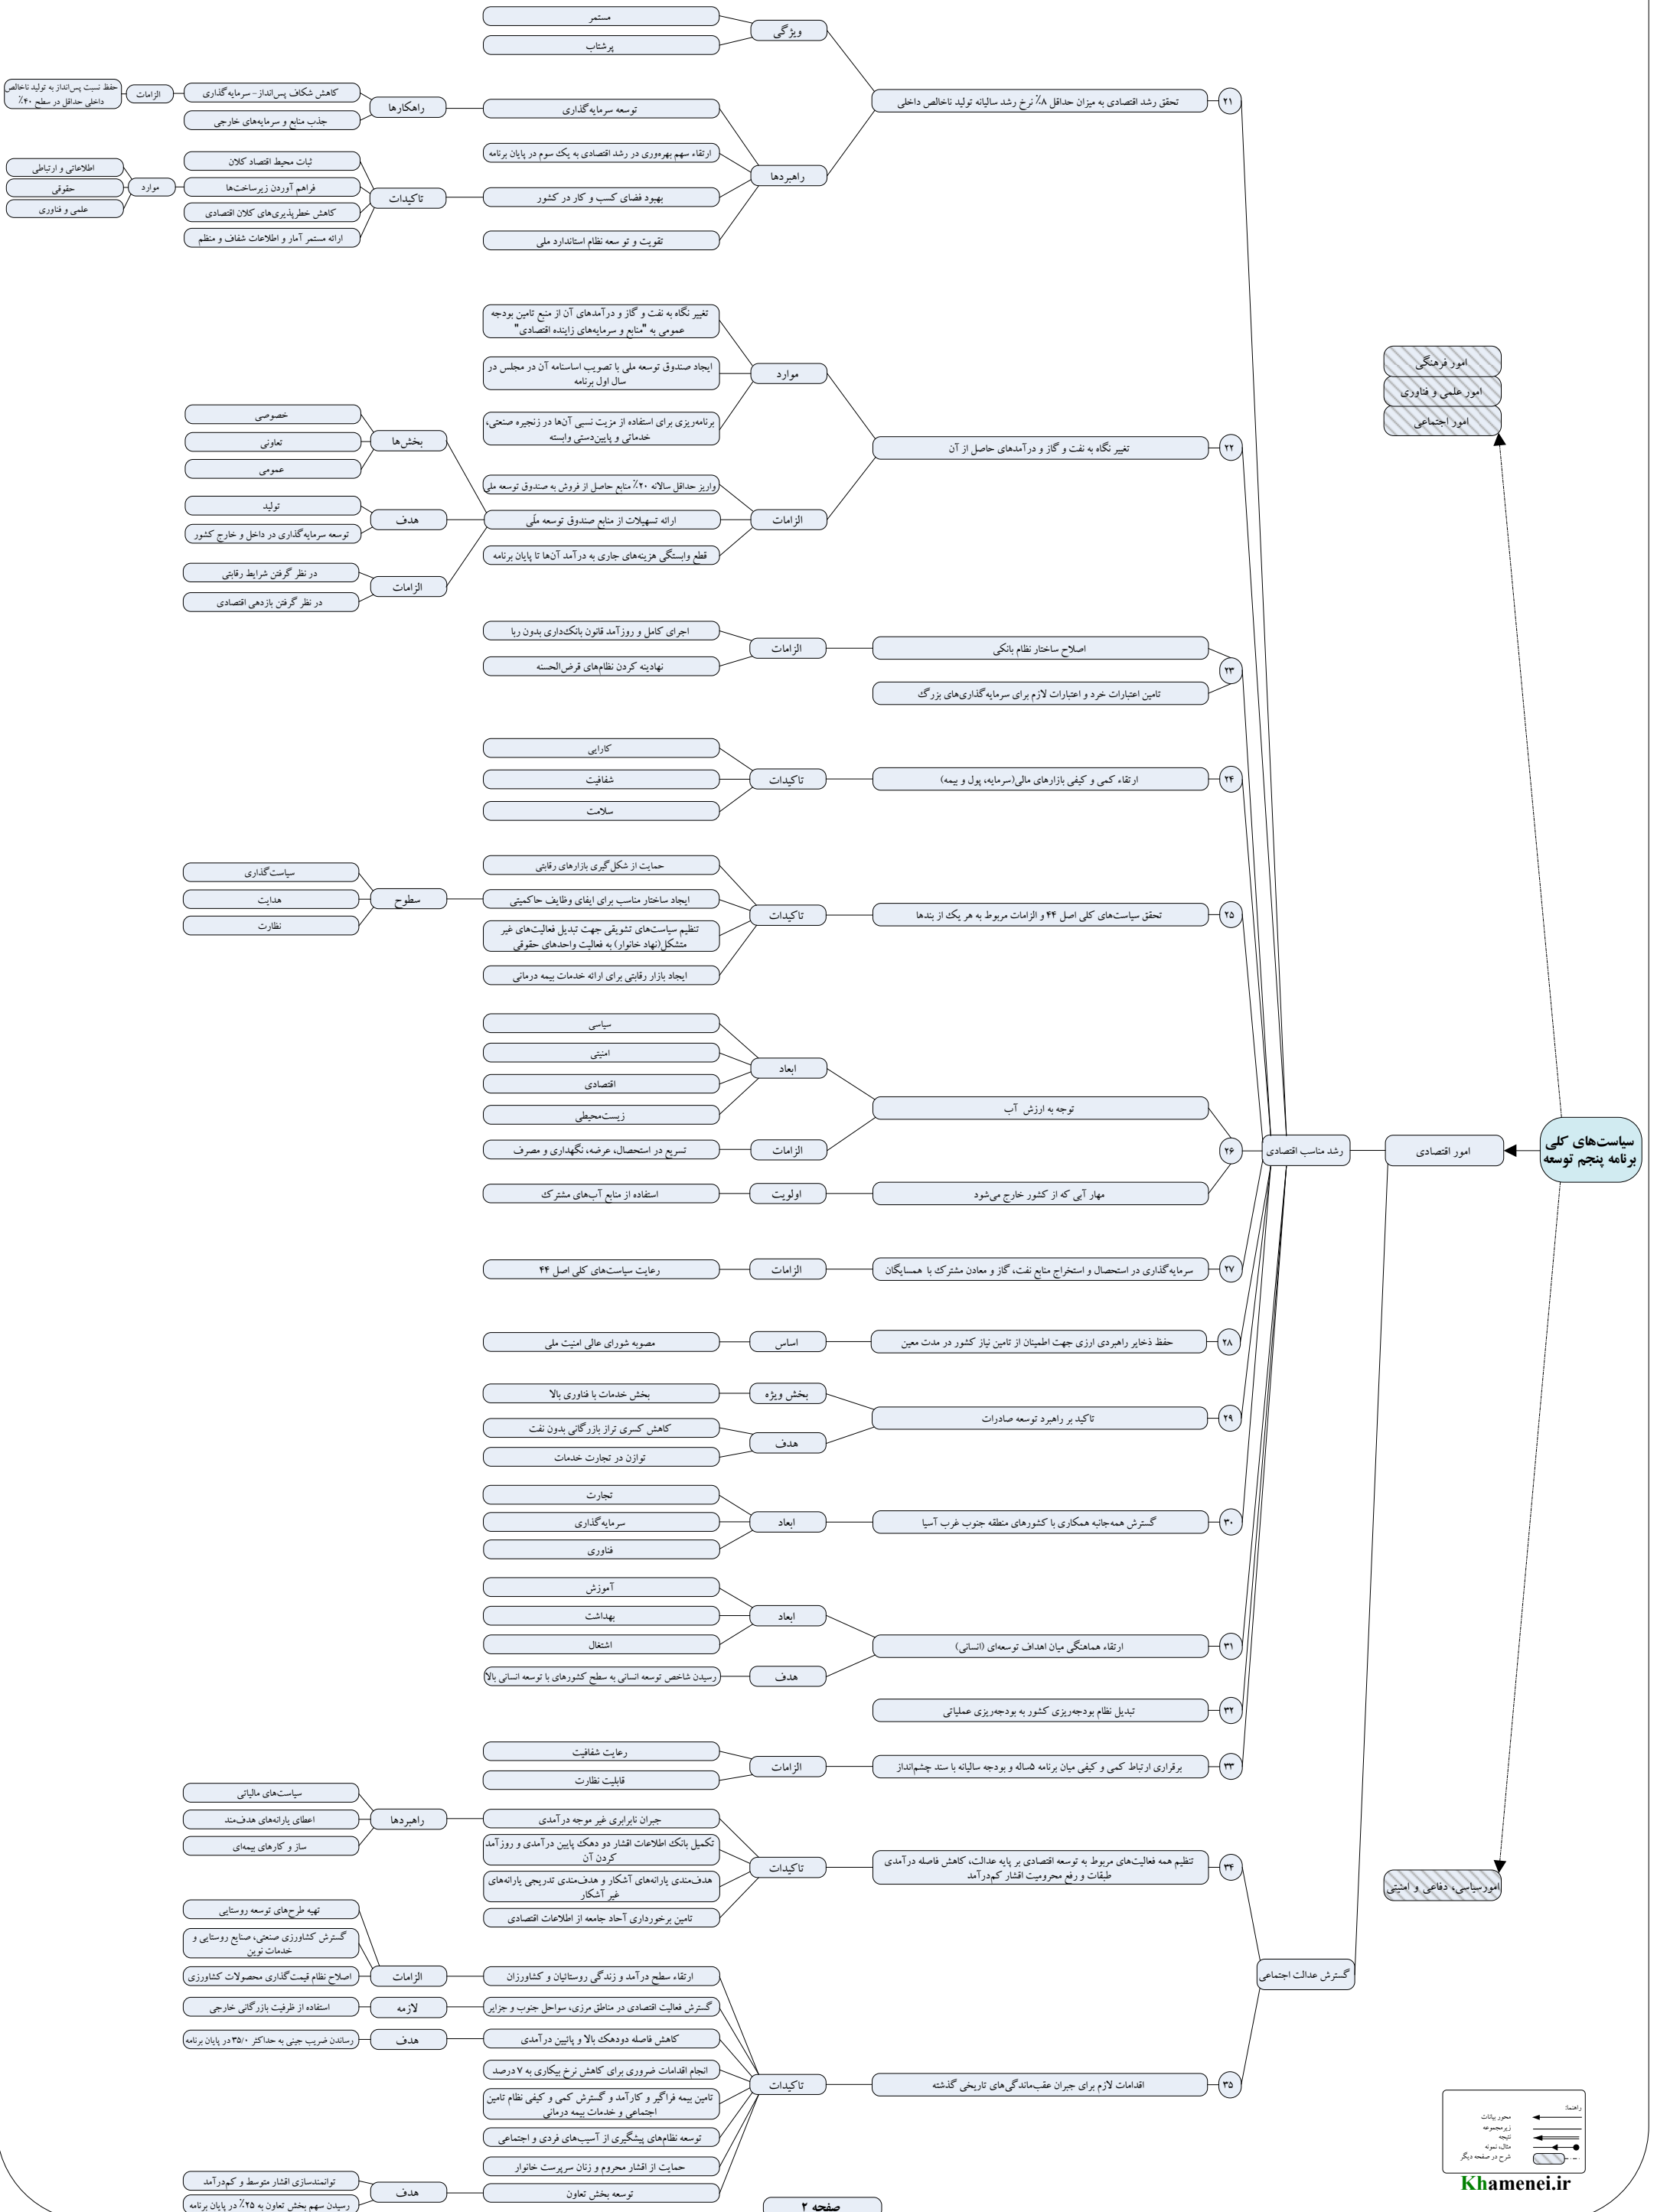 سیاست‌های کلی
برنامه پنجم توسعه
امور فرهنگی
امور علمی و فناوری
امور اجتماعی
امور اقتصادی
امورسیاسی، دفاعی و امنیتی
رشد مناسب اقتصادی
۲۱
تحقق رشد اقتصادی به میزان حداقل ۸٪ نرخ رشد سالیانه تولید ناخالص داخلی
ویژگی
مستمر
پرشتاب
راهبردها
توسعه سرمایه‌گذاری
راهکارها
کاهش شکاف پس‌انداز- سرمایه‌گذاری
الزامات
حفظ نسبت پس‌انداز به تولید ناخالص
داخلی حداقل در سطح ۴۰٪
جذب منابع و سرمایه‌های خارجی
ارتقاء سهم بهره‌وری در رشد اقتصادی به یک سوم در پایان برنامه
بهبود فضای کسب و کار در کشور
تاکیدات
ثبات محیط اقتصاد کلان
فراهم آوردن زیرساخت‌ها
موارد
اطلاعاتی و ارتباطی
حقوقی
علمی و فناوری
کاهش خطرپذیری‌های کلان اقتصادی
ارائه مستمر آمار و اطلاعات شفاف و منظم
تقویت و تو سعه نظام استاندارد ملی
۲۲
تغییر نگاه به نفت و گاز و درآمدهای حاصل از آن
موارد
تغییر نگاه به نفت و گاز و درآمدهای آن از منبع تامین بودجه
عمومی به "منابع و سرمایه‌های زاینده اقتصادی"
ایجاد صندوق توسعه ملی با تصویب اساسنامه آن در مجلس در
سال اول برنامه
برنامه‌ریزی برای استفاده از مزیت نسبی آن‌ها در زنجیره صنعتی،
خدماتی و پایین‌دستی وابسته
الزامات
واریز حداقل سالانه ۲۰٪ منابع حاصل از فروش به صندوق توسعه ملی
ارائه تسهیلات از منابع صندوق توسعه ملّی
بخش‌ها
خصوصی
تعاونی
عمومی
هدف
تولید
توسعه سرمایه‌گذاری در داخل و خارج کشور
الزامات
در نظر گرفتن شرایط رقابتی
در نظر گرفتن بازدهی اقتصادی
قطع وابستگی هزینه‌های جاری به درآمد آن‌ها تا پایان برنامه
۲۳
اصلاح ساختار نظام بانکی
الزامات
اجرای کامل و روزآمد قانون بانک‌داری بدون ربا
نهادینه کردن نظام‌های قرض‌الحسنه
تامین اعتبارات خرد و اعتبارات لازم برای سرمایه‌گذاری‌های بزرگ
۲۴
ارتقاء کمی و کیفی بازارهای مالی(سرمایه، پول و بیمه)
تاکیدات
کارایی
شفافیت
سلامت
۲۵
تحقق سیاست‌های کلی اصل ۴۴ و الزامات مربوط به هر یک از بندها
تاکیدات
حمایت از شکل‌گیری بازارهای رقابتی
ایجاد ساختار مناسب برای ایفای وظایف حاکمیتی
سطوح
سیاست‌گذاری
هدایت
نظارت
تنظیم سیاست‌های تشویقی جهت تبدیل فعالیت‌های غیر
متشکل(نهاد خانوار) به فعالیت واحدهای حقوقی
ایجاد بازار رقابتی برای ارائه خدمات بیمه درمانی
۲۶
توجه به ارزش آب
ابعاد
سیاسی
امنیتی
اقتصادی
زیست‌محیطی
الزامات
تسریع در استحصال، عرضه، نگهداری و مصرف
مهار آبی که از کشور خارج می‌شود
اولویت
استفاده از منابع آب‌های مشترک
۲۷
سرمایه‌گذاری در استحصال و استخراج منابع نفت، گاز و معادن مشترک با همسایگان
الزامات
رعایت سیاست‌های کلی اصل ۴۴
۲۸
حفظ ذخایر راهبردی ارزی جهت اطمینان از تامین نیاز کشور در مدت معین
اساس
مصوبه شورای عالی امنیت ملی
۲۹
تاکید بر راهبرد توسعه صادرات
بخش ویژه
بخش خدمات با فناوری بالا
هدف
کاهش کسری تراز بازرگانی بدون نفت
توازن در تجارت خدمات
۳۰
گسترش همه‌جانبه همکاری با کشورهای منطقه جنوب غرب آسیا
ابعاد
تجارت
سرمایه‌گذاری
فناوری
۳۱
ارتقاء هماهنگی میان اهداف توسعه‌ای (انسانی)
ابعاد
آموزش
بهداشت
اشتغال
هدف
رسیدن شاخص توسعه انسانی به سطح کشورهای با توسعه انسانی بالا
۳۲
تبدیل نظام بودجه‌ریزی کشور به بودجه‌ریزی عملیاتی
۳۳
برقراری ارتباط کمی و کیفی میان برنامه ۵ساله و بودجه سالیانه با سند چشم‌انداز
الزامات
رعایت شفافیت
قابلیت نظارت
گسترش عدالت اجتماعی
۳۴
تنظیم همه فعالیت‌های مربوط به توسعه اقتصادی بر پایه عدالت، کاهش فاصله درآمدی
طبقات و رفع محرومیت اقشار کم‌درآمد
تاکیدات
جبران نابرابری غیر موجه درآمدی
راهبردها
سیاست‌های مالیاتی
اعطای یارانه‌های هدف‌مند
ساز و کارهای بیمه‌ای
تکمیل بانک اطلاعات اقشار دو دهک پایین درآمدی و روزآمد
کردن آن
هدف‌مندی یارانه‌های آشکار و هدف‌مندی تدریجی یارانه‌های
غیر آشکار
تامین برخورداری آحاد جامعه از اطلاعات اقتصادی
۳۵
اقدامات لازم برای جبران عقب‌ماندگی‌های تاریخی گذشته
تاکیدات
ارتقاء سطح درآمد و زندگی روستائیان و کشاورزان
الزامات
تهیه طرح‌های توسعه روستایی
گسترش کشاورزی صنعتی، صنایع روستایی و
خدمات نوین
اصلاح نظام قیمت‌گذاری محصولات کشاورزی
گسترش فعالیت اقتصادی در مناطق مرزی، سواحل جنوب و جزایر
لازمه
استفاده از ظرفیت بازرگانی خارجی
کاهش فاصله دودهک بالا و پائیین درآمدی
هدف
رساندن ضریب جینی به حداکثر ۳۵/۰ در پایان برنامه
انجام اقدامات ضروری برای کاهش نرخ بیکاری به ۷ درصد
تامین بیمه فراگیر و کارآمد و گسترش کمی و کیفی نظام تامین
اجتماعی و خدمات بیمه درمانی
توسعه نظام‌های پیشگیری از آسیب‌های فردی و اجتماعی
حمایت از اقشار محروم و زنان سرپرست خانوار
توسعه بخش تعاون
هدف
توانمندسازی اقشار متوسط و کم‌درآمد
رسیدن سهم بخش تعاون به ۲۵٪ در پایان برنامه
راهنما:
محور بیانات
زیرمجموعه
نتیجه
مثال، نمونه
شرح در صفحه دیگر
Khamenei.ir
صفحه ۲